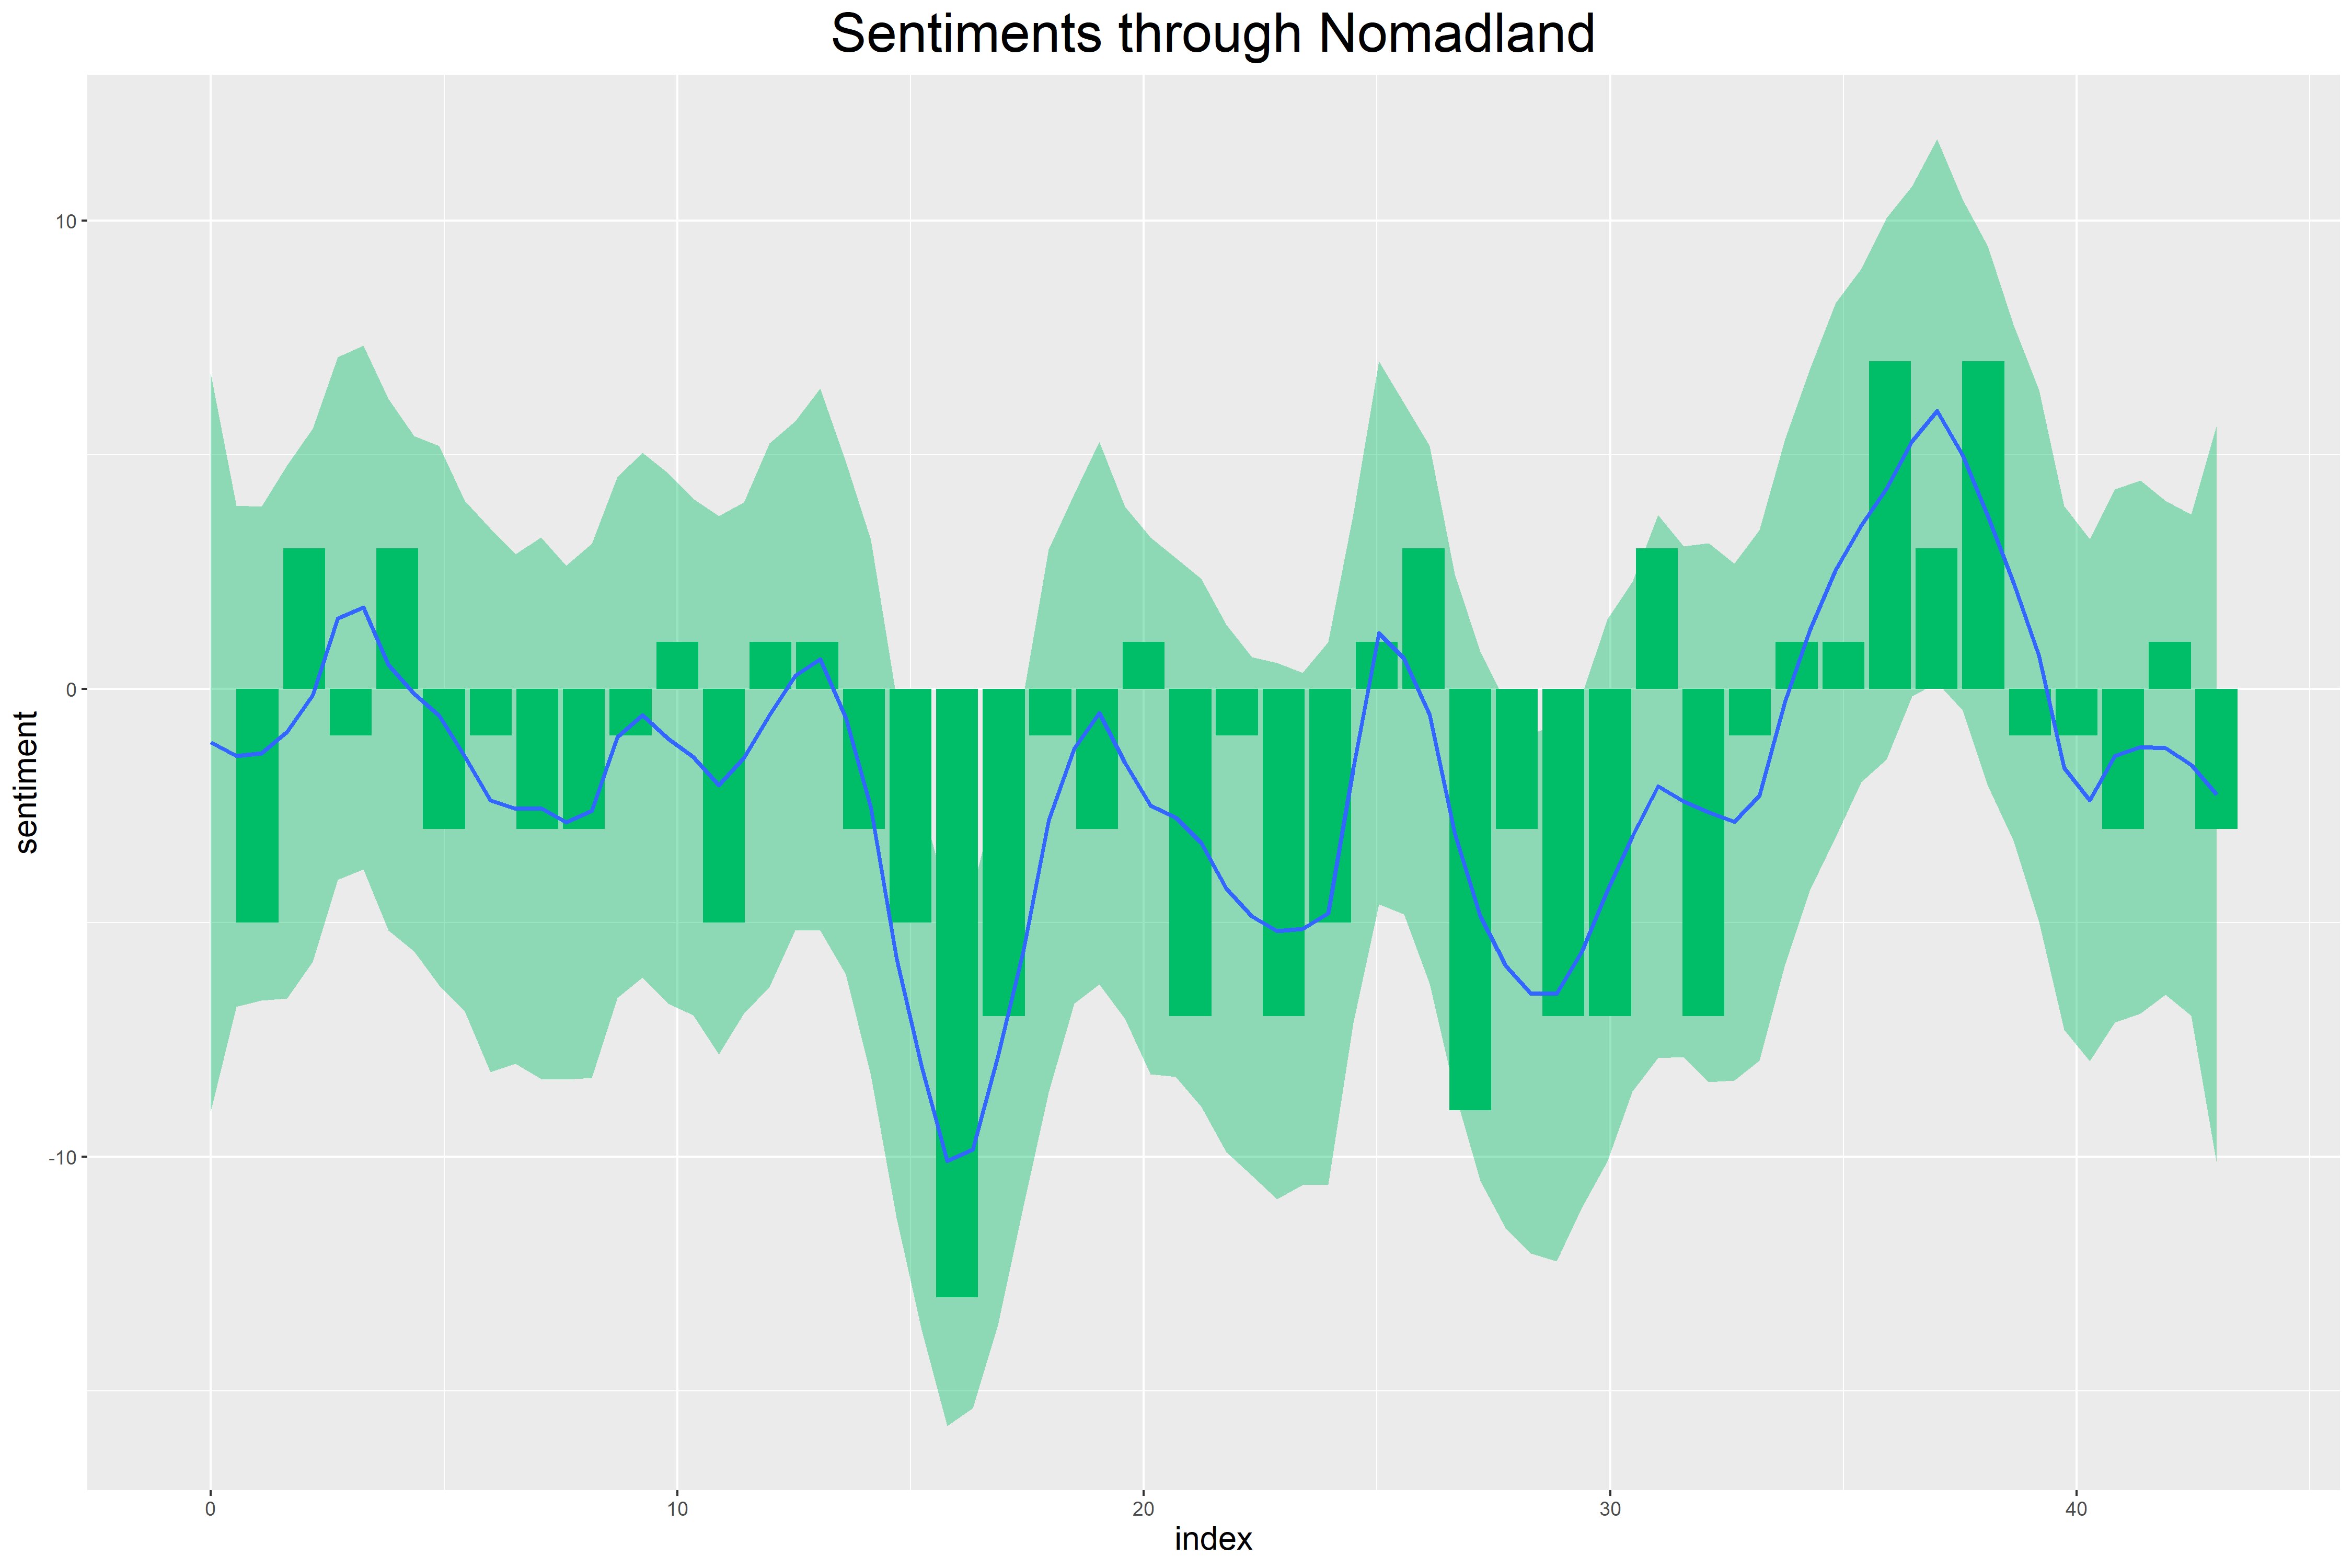 Sentiments through Nomadland
10
0
-10
sentiment
0 10 20 30 40
index